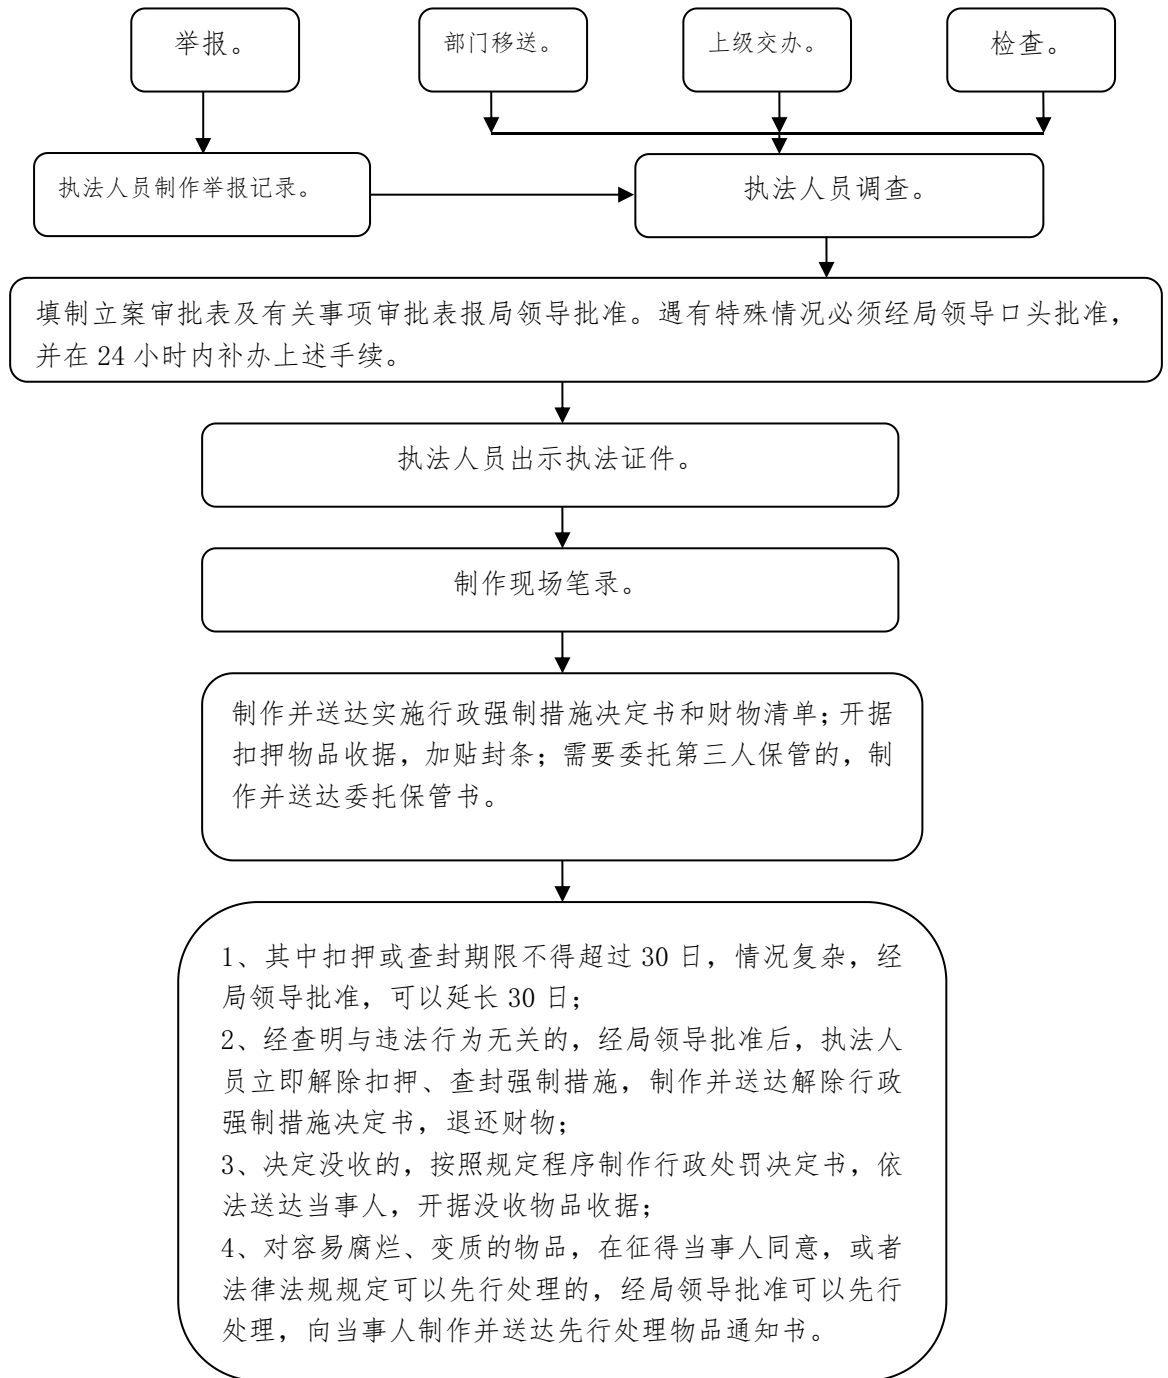 举报。
部门移送。
上级交办。
检查。
执法人员制作举报记录。
执法人员调查。
填制立案审批表及有关事项审批表报局领导批准。遇有特殊情况必须经局领导口头批准，
并在 24 小时内补办上述手续。
执法人员出示执法证件。
制作现场笔录。
制作并送达实施行政强制措施决定书和财物清单；开据
扣押物品收据，加贴封条；需要委托第三人保管的，制
作并送达委托保管书。
1、其中扣押或查封期限不得超过 30 日，情况复杂，经
局领导批准，可以延长 30 日；
2、经查明与违法行为无关的，经局领导批准后，执法人
员立即解除扣押、查封强制措施，制作并送达解除行政
强制措施决定书，退还财物；
3、决定没收的，按照规定程序制作行政处罚决定书，依
法送达当事人，开据没收物品收据；
4、对容易腐烂、变质的物品，在征得当事人同意，或者
法律法规规定可以先行处理的，经局领导批准可以先行
处理，向当事人制作并送达先行处理物品通知书。